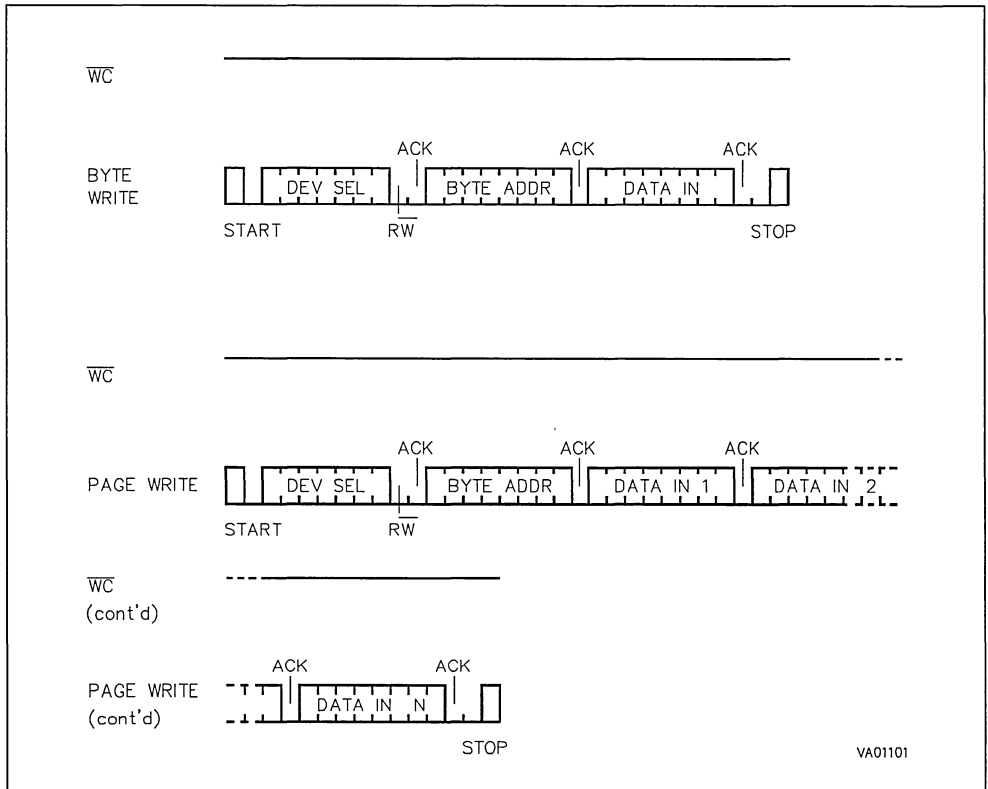 WC
ACK ACK ACK
BYTE
WRITE
DEV SEL BYTE ADDR DATA IN
START RW STOP
WC
ACK ACK ACK
PAGE WRITE DEV SEL BYTE ADDR DATA IN 1 DATA IN 2
START RW
WC
(cont'd)
ACK ACK
PAGE WRITE
(cont'd)
DATA IN N
STOP
VA01101